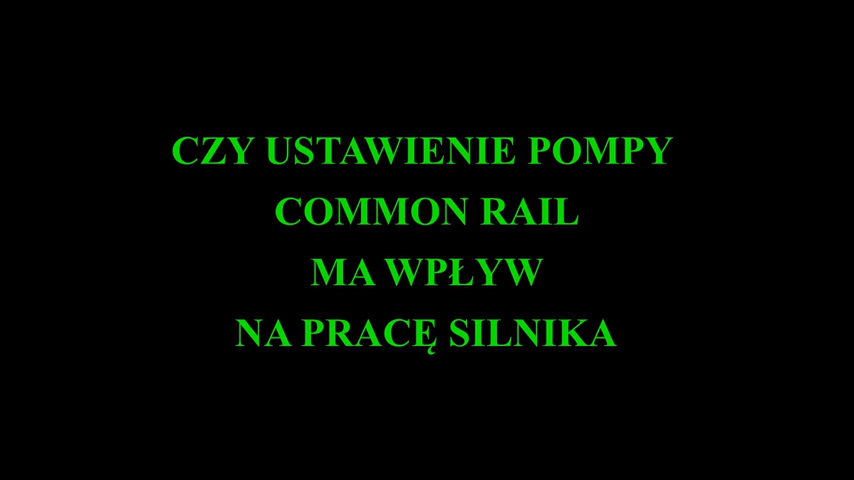 CZY USTAWIENIE POMPY
COMMON RAIL
MA WPŁYW
NA PRACĘ SILNIKA